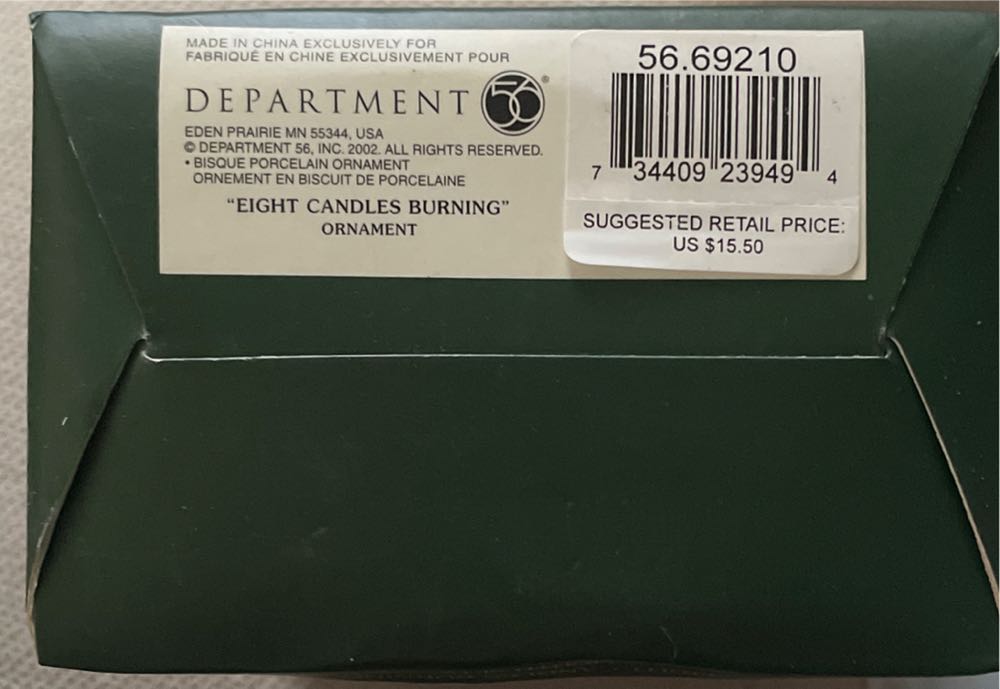 MADE IN CHINA EXCLUSIVELY FOR
FABRIQUÉ EN CHINE EXCLUSIVEMENT POUR
DEPARTMENT 56®
EDEN PRAIRIE MN 55344, USA
© DEPARTMENT 56, INC. 2002. ALL RIGHTS RESERVED.
• BISQUE PORCELAIN ORNAMENT
ORNEMENT EN BISCUIT DE PORCELAINE
"EIGHT CANDLES BURNING"
ORNAMENT
56.69210
7 34409 23949 4
SUGGESTED RETAIL PRICE:
US $15.50